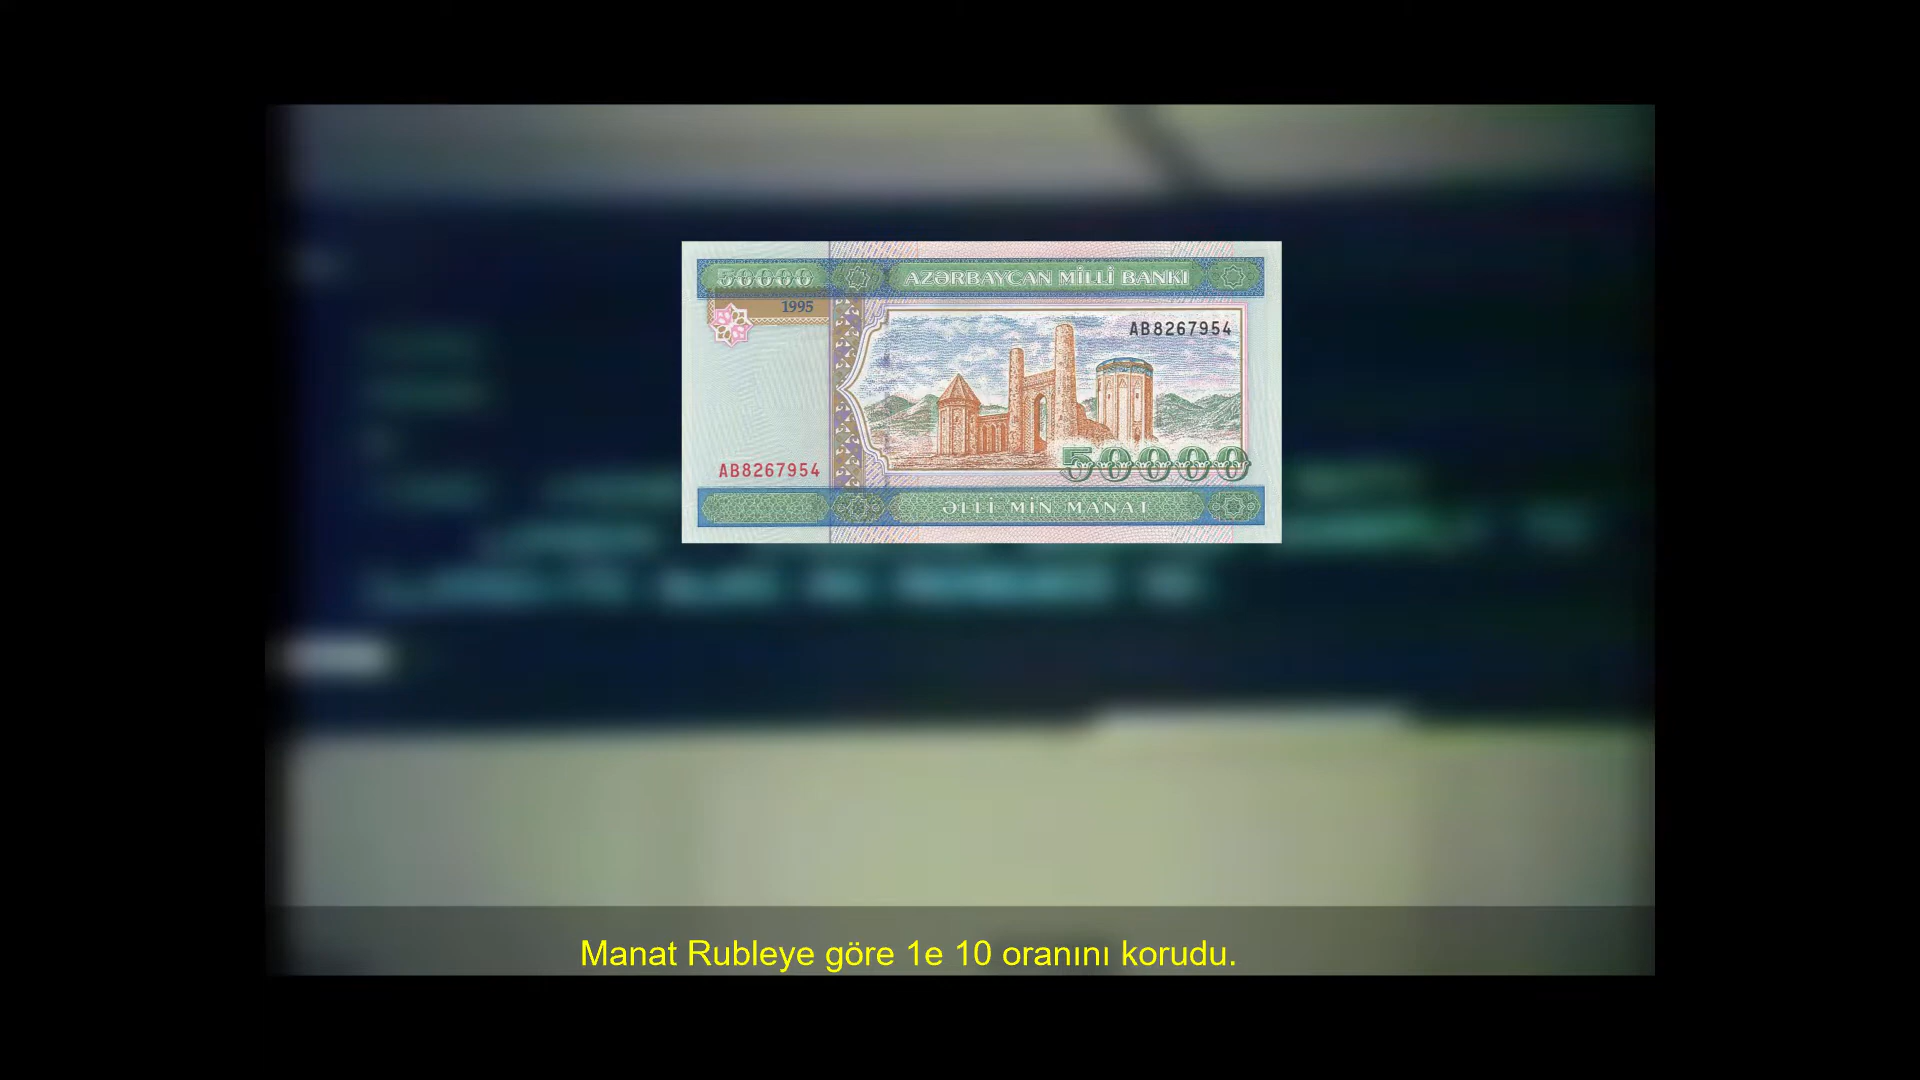 50000
AZƏRBAYCAN MİLLİ BANKI
1995
AB8267954
AB8267954
50000
ƏLLİ MİN MANAT
Manat Rubleye göre 1e 10 oranını korudu.